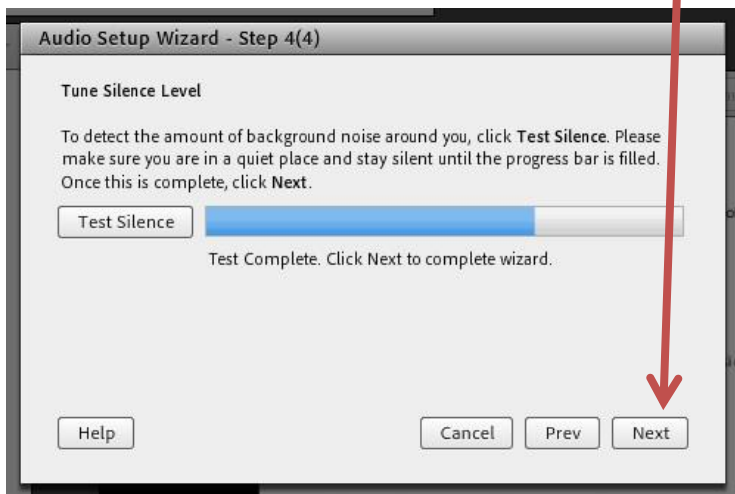 Audio Setup Wizard - Step 4(4)
Tune Silence Level
To detect the amount of background noise around you, click Test Silence. Please
make sure you are in a quiet place and stay silent until the progress bar is filled.
Once this is complete, click Next.
Test Silence
Test Complete. Click Next to complete wizard.
Help
Cancel
Prev
Next